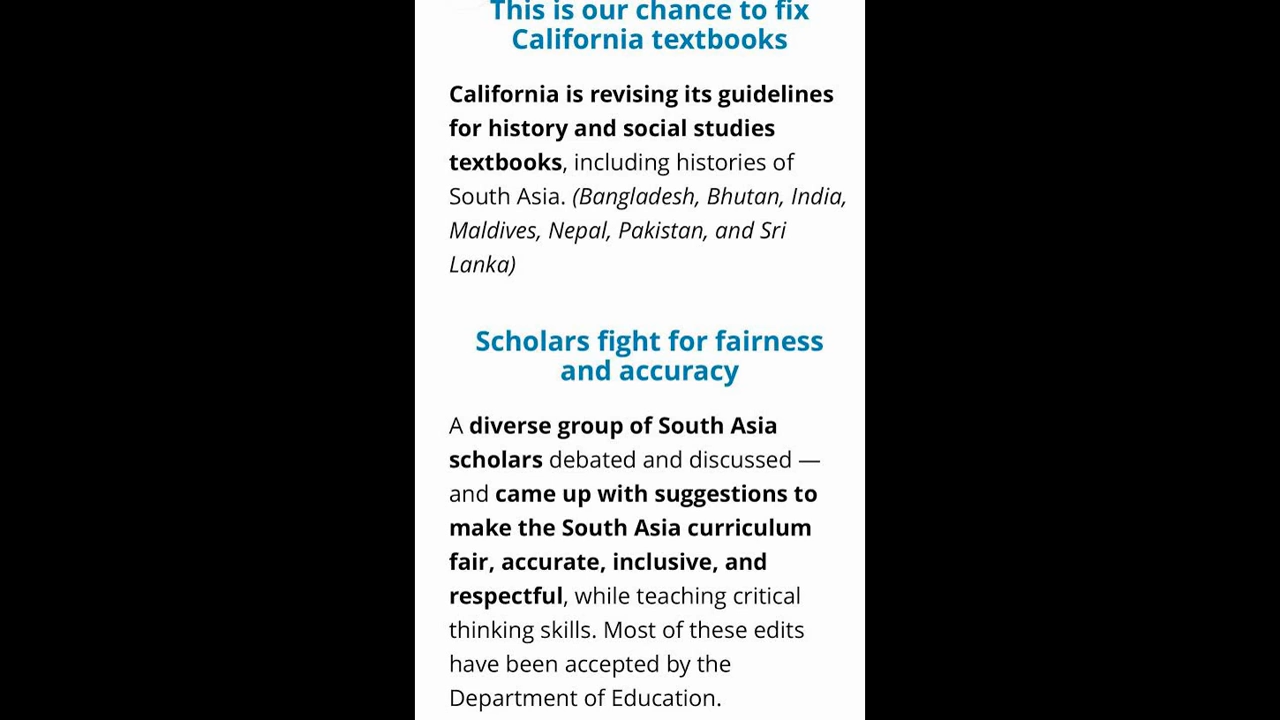 This is our chance to fix
California textbooks
California is revising its guidelines
for history and social studies
textbooks, including histories of
South Asia. (Bangladesh, Bhutan, India,
Maldives, Nepal, Pakistan, and Sri
Lanka)
Scholars fight for fairness
and accuracy
A diverse group of South Asia
scholars debated and discussed —
and came up with suggestions to
make the South Asia curriculum
fair, accurate, inclusive, and
respectful, while teaching critical
thinking skills. Most of these edits
have been accepted by the
Department of Education.